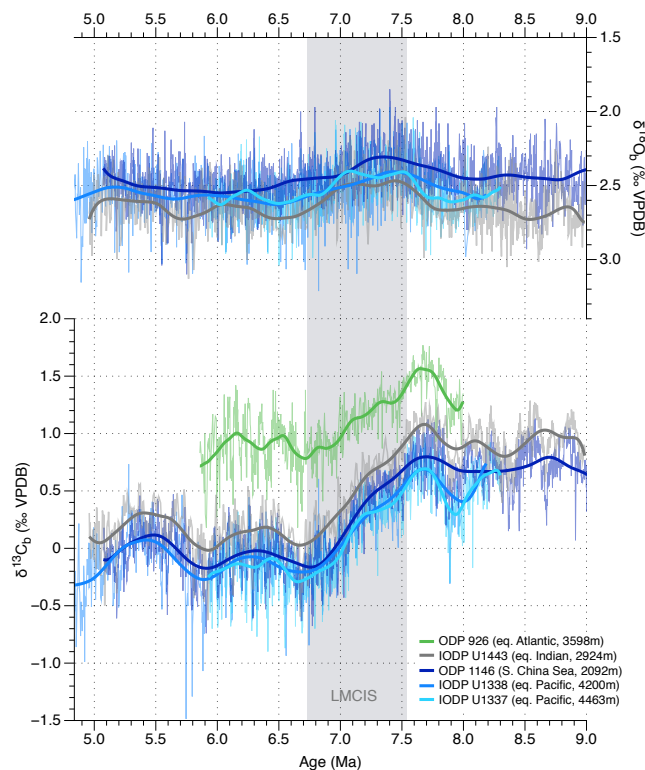 5.0 5.5 6.0 6.5 7.0 7.5 8.0 8.5 9.0
1.5
2.0
2.5
3.0
δ¹⁸O_b (‰ VPDB)
2.0
1.5
1.0
0.5
0
−0.5
−1.0
−1.5
δ¹³C_b (‰ VPDB)
ODP 926 (eq. Atlantic, 3598m)
IODP U1443 (eq. Indian, 2924m)
ODP 1146 (S. China Sea, 2092m)
IODP U1338 (eq. Pacific, 4200m)
IODP U1337 (eq. Pacific, 4463m)
LMCIS
5.0 5.5 6.0 6.5 7.0 7.5 8.0 8.5 9.0
Age (Ma)